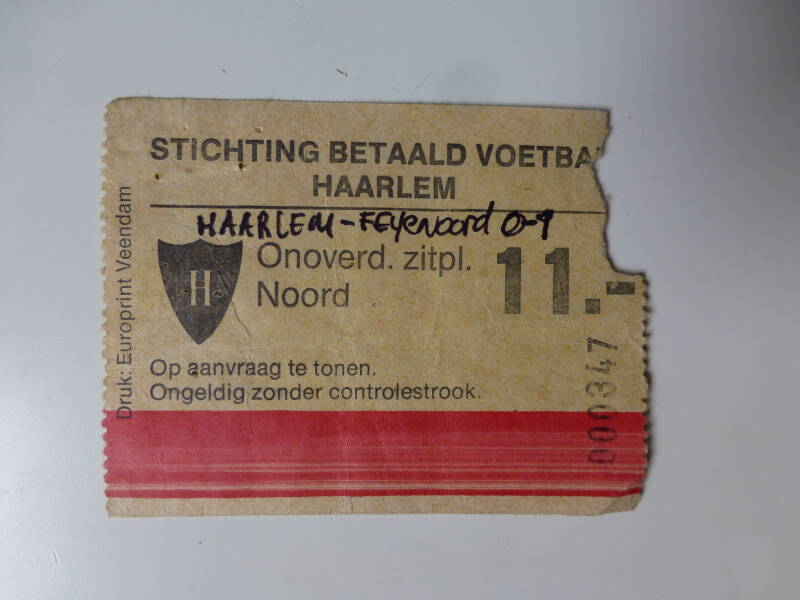 STICHTING BETAALD VOETBA
HAARLEM
HAARLEM-FEYENOORD 0-1
H
Onoverd. zitpl.
Noord
11.-
Op aanvraag te tonen.
Ongeldig zonder controlestrook.
000347
Druk: Europrint Veendam